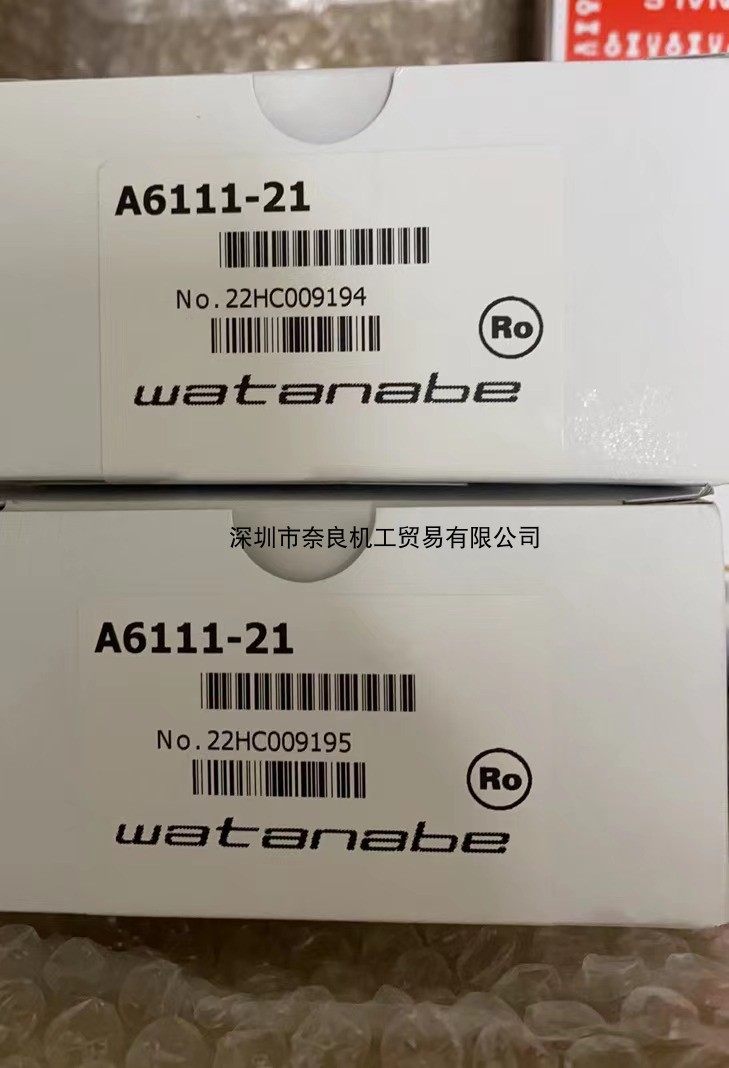 A6111-21
No.22HC009194
Ro
watanabe
深圳市奈良机工贸易有限公司
A6111-21
No.22HC009195
Ro
watanabe